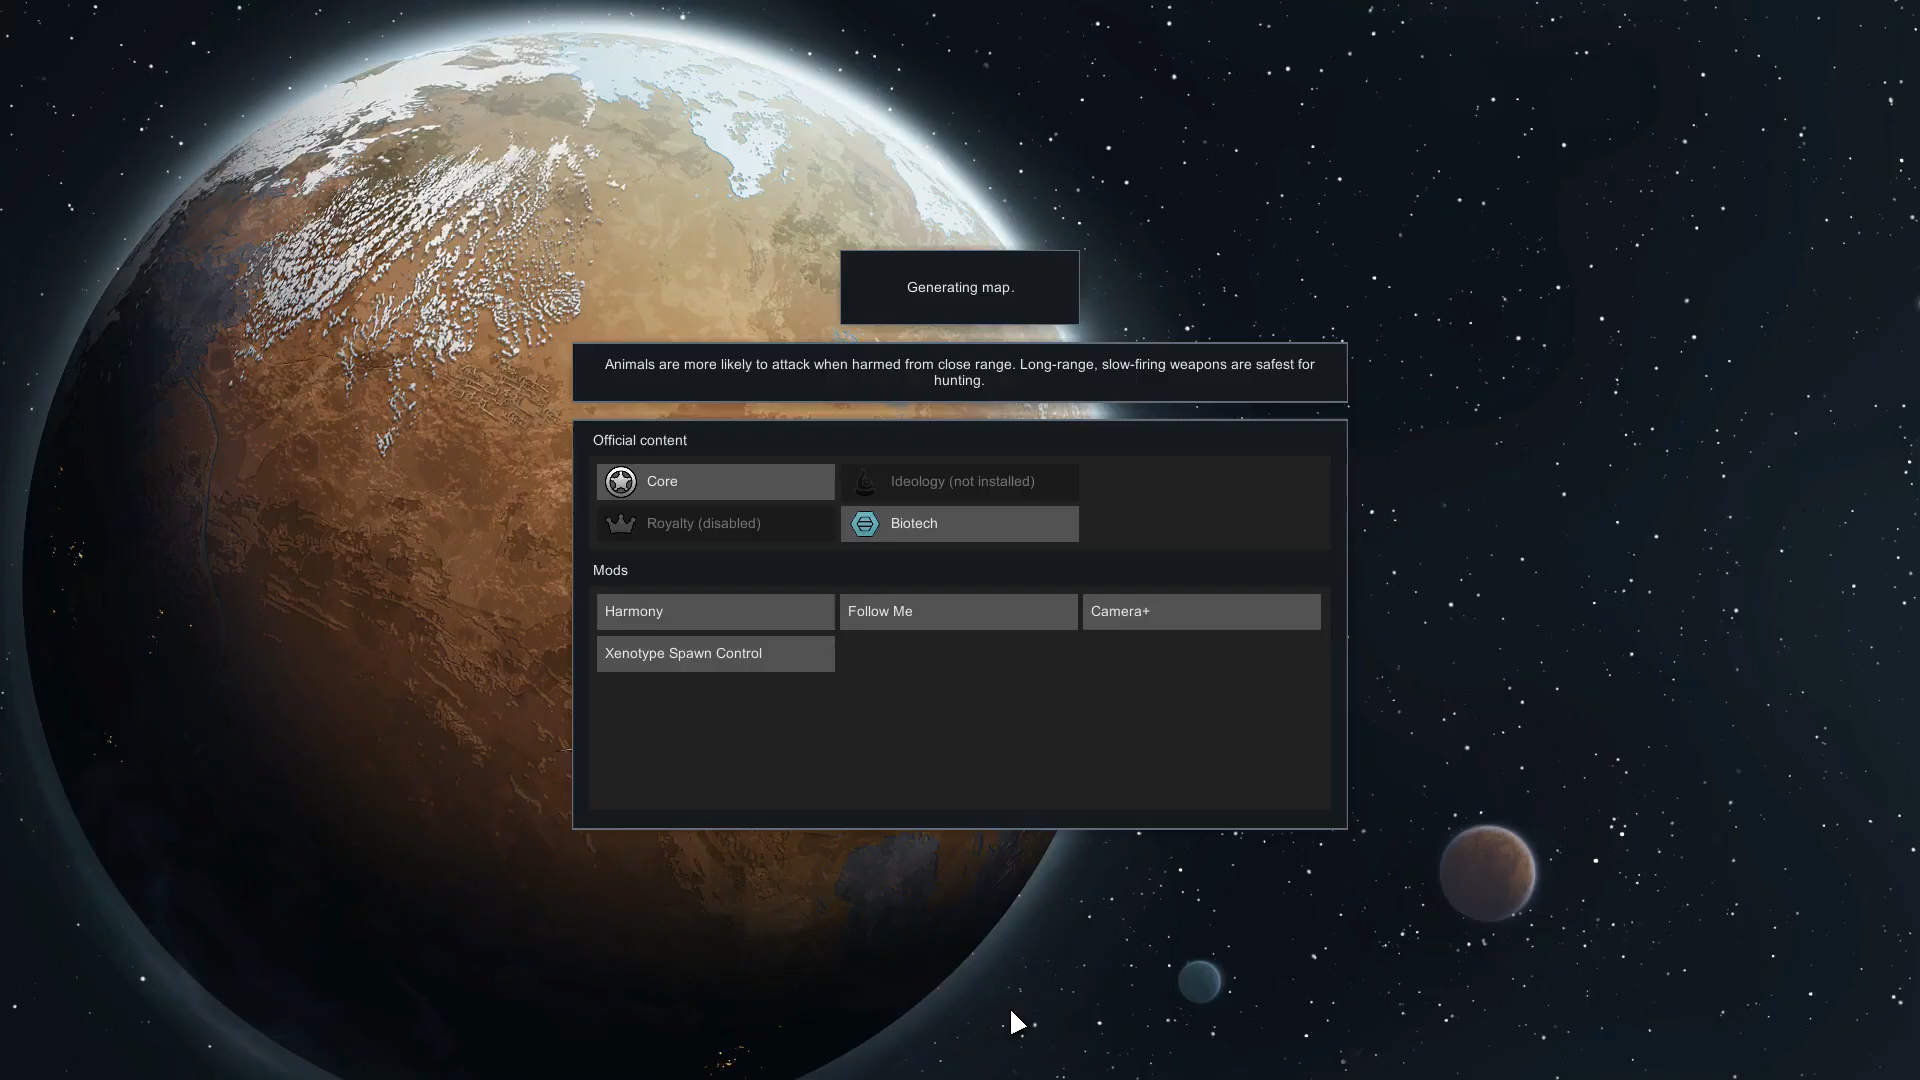 Generating map.
Animals are more likely to attack when harmed from close range. Long-range, slow-firing weapons are safest for
hunting.
Official content
Core
Ideology (not installed)
Royalty (disabled)
Biotech
Mods
Harmony
Follow Me
Camera+
Xenotype Spawn Control